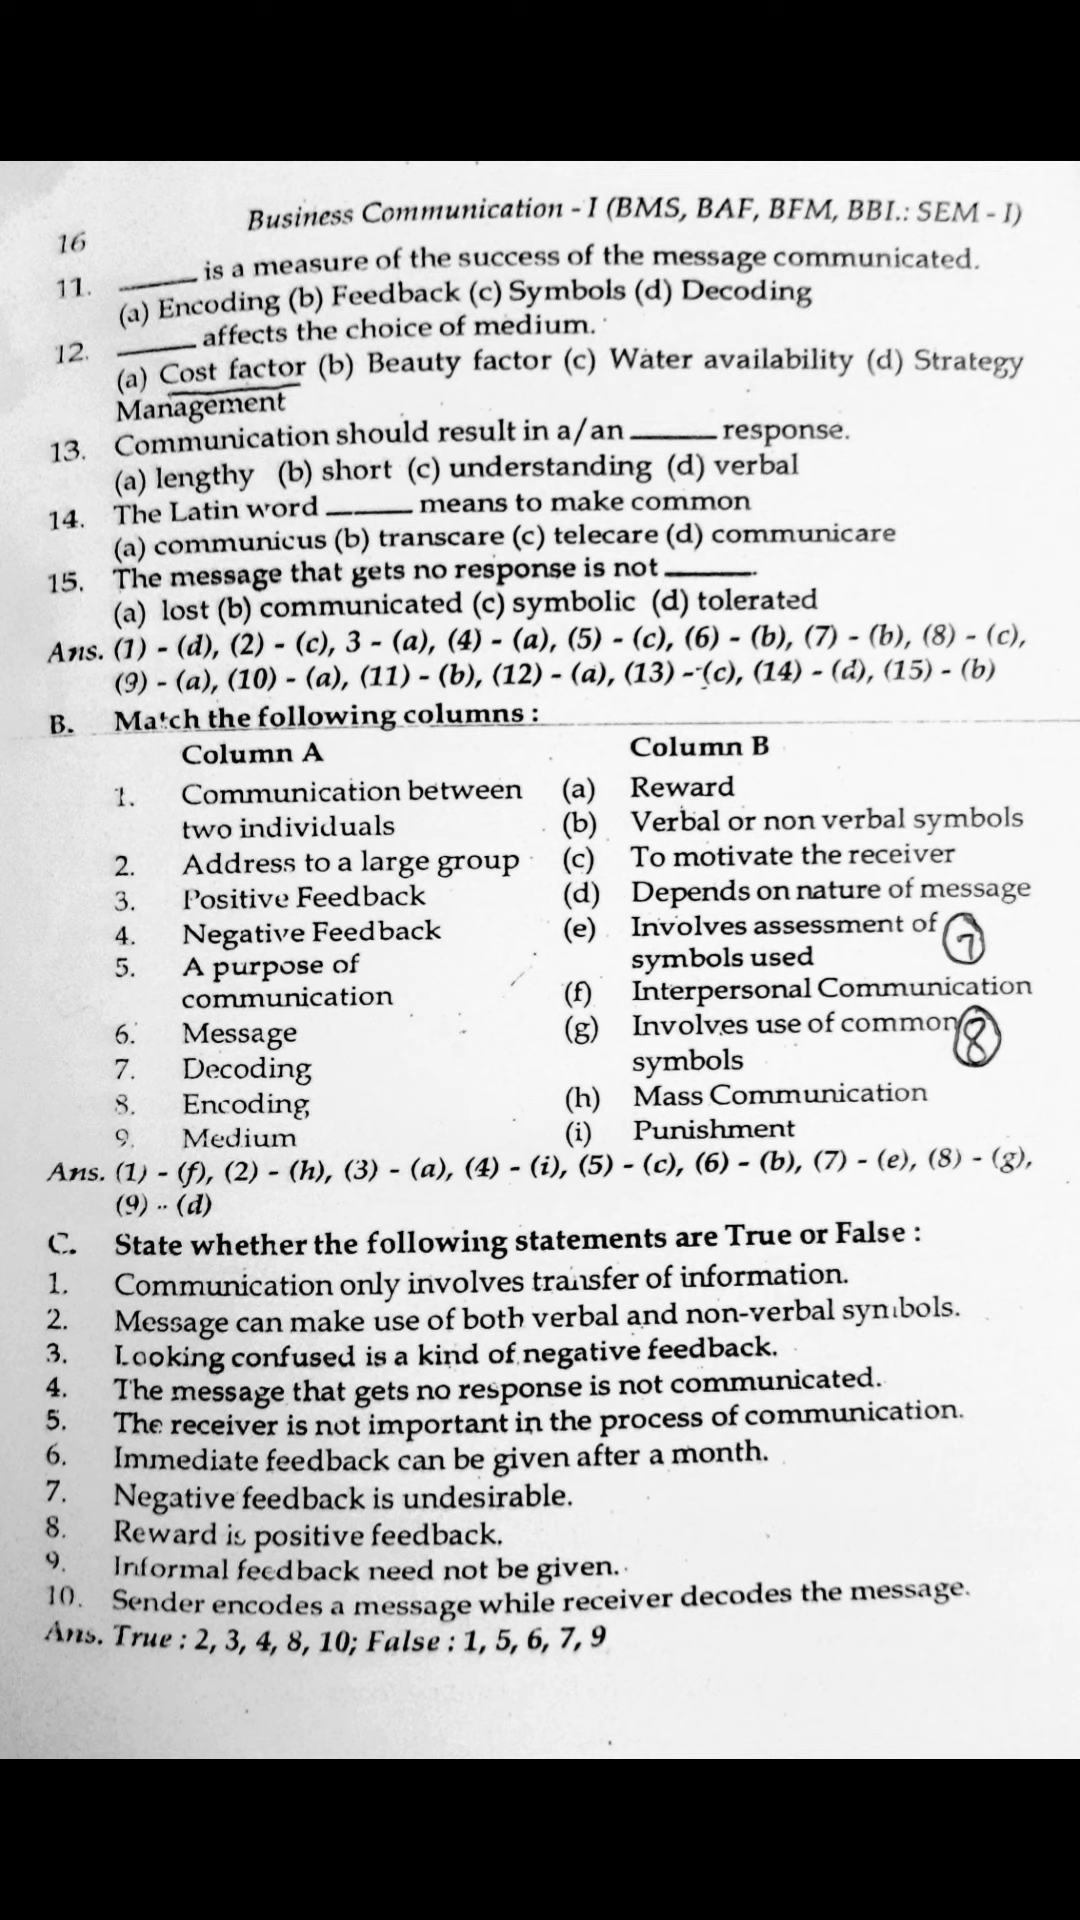 Business Communication - I (BMS, BAF, BFM, BBI.: SEM - I)
16
11. ______ is a measure of the success of the message communicated.
(a) Encoding (b) Feedback (c) Symbols (d) Decoding
12. ______ affects the choice of medium.
(a) Cost factor (b) Beauty factor (c) Water availability (d) Strategy
Management
13. Communication should result in a/an ______ response.
(a) lengthy (b) short (c) understanding (d) verbal
14. The Latin word ______ means to make common
(a) communicus (b) transcare (c) telecare (d) communicare
15. The message that gets no response is not ______.
(a) lost (b) communicated (c) symbolic (d) tolerated
Ans. (1) - (d), (2) - (c), 3 - (a), (4) - (a), (5) - (c), (6) - (b), (7) - (b), (8) - (c),
(9) - (a), (10) - (a), (11) - (b), (12) - (a), (13) - (c), (14) - (d), (15) - (b)
B. Match the following columns :
Column A Column B
1. Communication between (a) Reward
two individuals (b) Verbal or non verbal symbols
2. Address to a large group (c) To motivate the receiver
3. Positive Feedback (d) Depends on nature of message
4. Negative Feedback (e) Involves assessment of 7
5. A purpose of symbols used
communication (f) Interpersonal Communication
6. Message (g) Involves use of common 8
7. Decoding symbols
8. Encoding (h) Mass Communication
9. Medium (i) Punishment
Ans. (1) - (f), (2) - (h), (3) - (a), (4) - (i), (5) - (c), (6) - (b), (7) - (e), (8) - (g),
(9) - (d)
C. State whether the following statements are True or False :
1. Communication only involves transfer of information.
2. Message can make use of both verbal and non-verbal symbols.
3. Looking confused is a kind of negative feedback.
4. The message that gets no response is not communicated.
5. The receiver is not important in the process of communication.
6. Immediate feedback can be given after a month.
7. Negative feedback is undesirable.
8. Reward is positive feedback.
9. Informal feedback need not be given.
10. Sender encodes a message while receiver decodes the message.
Ans. True : 2, 3, 4, 8, 10; False : 1, 5, 6, 7, 9